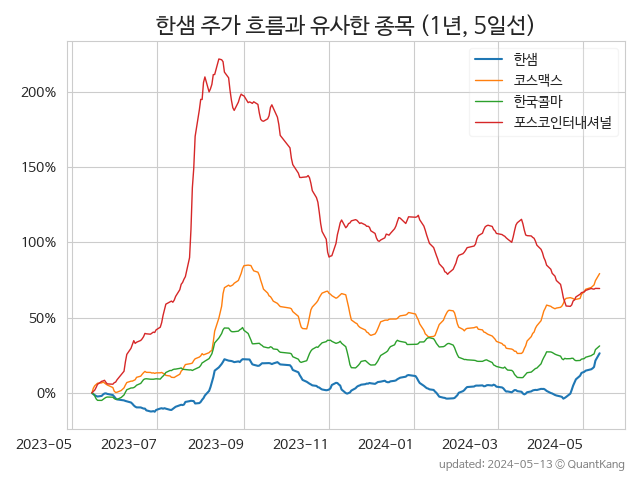 한샘 주가 흐름과 유사한 종목 (1년, 5일선)
한샘
코스맥스
한국콜마
포스코인터내셔널
200%
150%
100%
50%
0%
2023-05 2023-07 2023-09 2023-11 2024-01 2024-03 2024-05
updated: 2024-05-13 ⓒ QuantKang